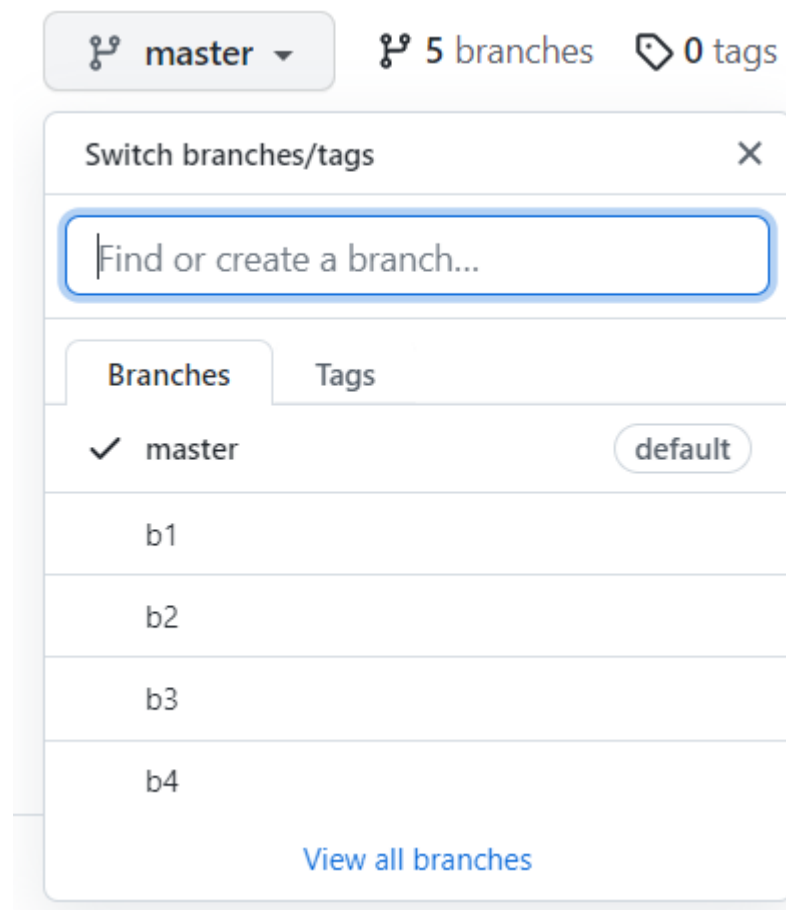 master 5 branches 0 tags
Switch branches/tags
Find or create a branch...
Branches Tags
master default
b1
b2
b3
b4
View all branches